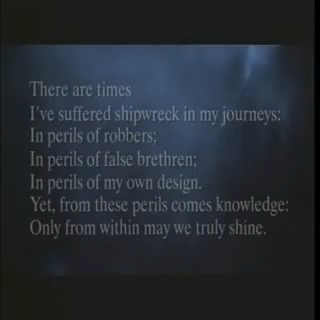 There are times
I've suffered shipwreck in my journeys:
In perils of robbers;
In perils of false brethren;
In perils of my own design.
Yet, from these perils comes knowledge:
Only from within may we truly shine.